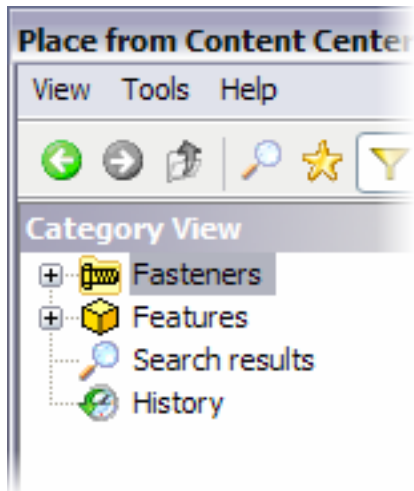 Place from Content Center
View Tools Help
Category View
Fasteners
Features
Search results
History